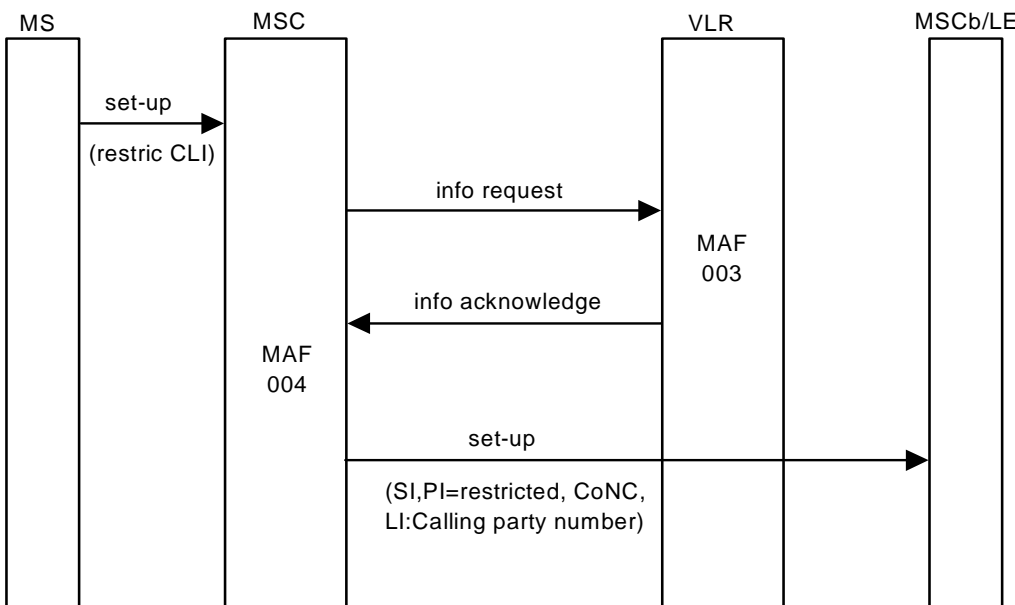 MS
MSC
VLR
MSCb/LE
set-up
(restric CLI)
info request
MAF
003
info acknowledge
MAF
004
set-up
(SI,PI=restricted, CoNC,
LI:Calling party number)